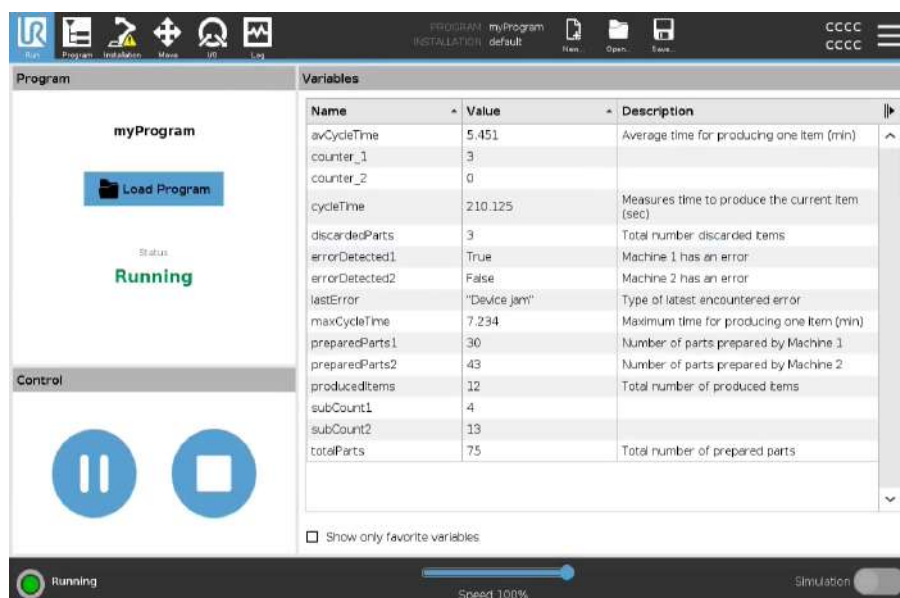 UR
PROGRAM myProgram
INSTALLATION default
CCCC
CCCC
Run Program Installation Move I/O Log New... Open... Save...
Program
Variables
myProgram
Load Program
Status
Running
Control
Name Value Description
avCycleTime 5.451 Average time for producing one item (min)
counter_1 3
counter_2 0
cycleTime 210.125 Measures time to produce the current item
(sec)
discardedParts 3 Total number discarded items
errorDetected1 True Machine 1 has an error
errorDetected2 False Machine 2 has an error
lastError "Device jam" Type of latest encountered error
maxCycleTime 7.234 Maximum time for producing one item (min)
preparedParts1 30 Number of parts prepared by Machine 1
preparedParts2 43 Number of parts prepared by Machine 2
producedItems 12 Total number of produced items
subCount1 4
subCount2 13
totalParts 75 Total number of prepared parts
Show only favorite variables
Running
Speed 100%
Simulation